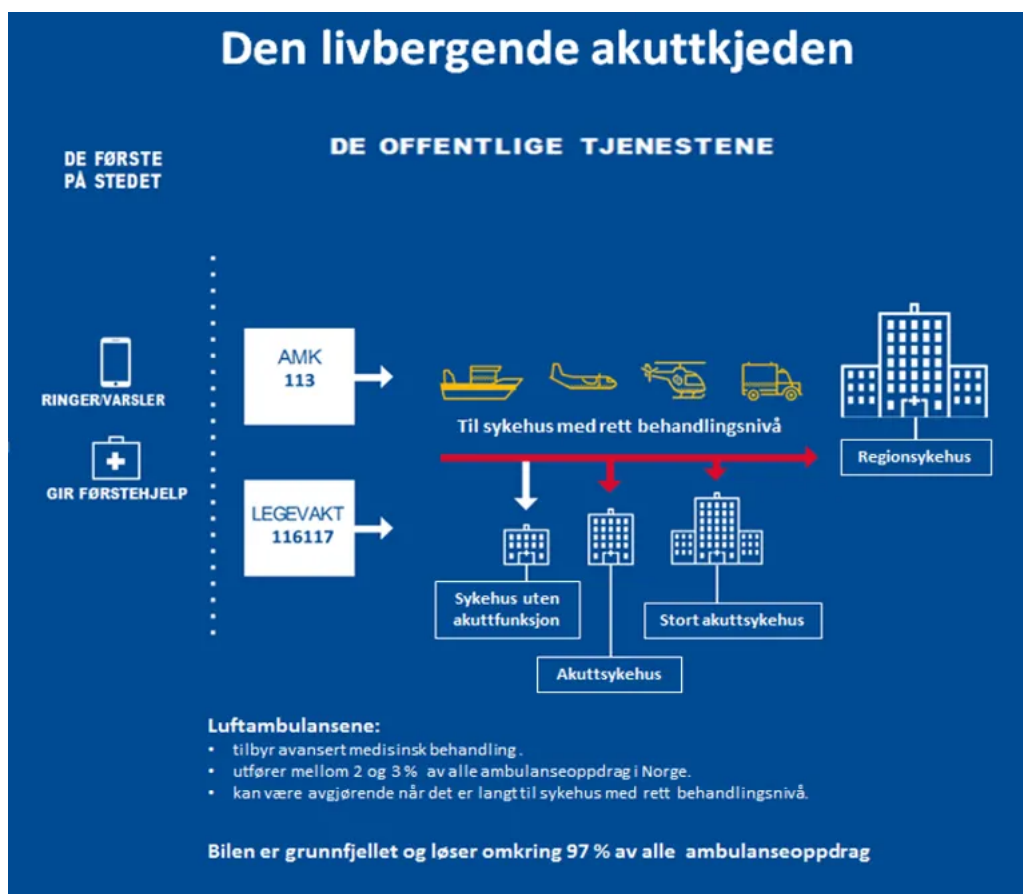 Den livbergende akuttkjeden
DE FØRSTE
PÅ STEDET
DE OFFENTLIGE TJENESTENE
RINGER/VARSLER
GIR FØRSTEHJELP
AMK
113
LEGEVAKT
116117
Til sykehus med rett behandlingsnivå
Regionsykehus
Sykehus uten
akuttfunksjon
Stort akuttsykehus
Akuttsykehus
Luftambulansene:
• tilbyr avansert medisinsk behandling .
• utfører mellom 2 og 3 % av alle ambulanseoppdrag i Norge.
• kan være avgjørende når det er langt til sykehus med rett behandlingsnivå.
Bilen er grunnfjellet og løser omkring 97 % av alle ambulanseoppdrag